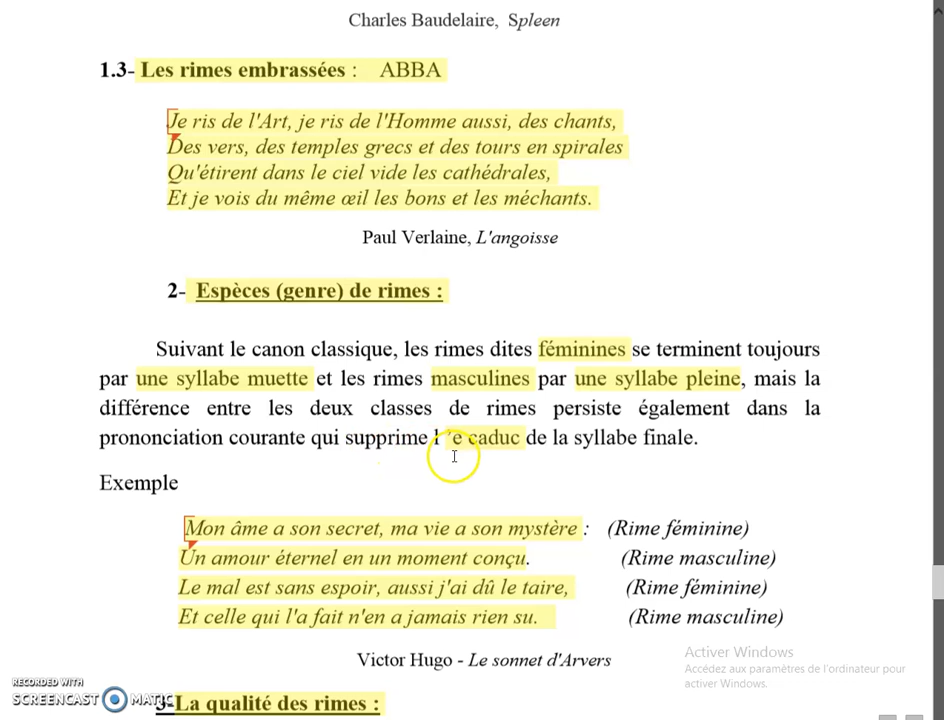 Charles Baudelaire, Spleen
1.3- Les rimes embrassées : ABBA
Je ris de l'Art, je ris de l'Homme aussi, des chants,
Des vers, des temples grecs et des tours en spirales
Qu'étirent dans le ciel vide les cathédrales,
Et je vois du même œil les bons et les méchants.
Paul Verlaine, L'angoisse
2- Espèces (genre) de rimes :
Suivant le canon classique, les rimes dites féminines se terminent toujours
par une syllabe muette et les rimes masculines par une syllabe pleine, mais la
différence entre les deux classes de rimes persiste également dans la
prononciation courante qui supprime l 'e caduc de la syllabe finale.
Exemple
Mon âme a son secret, ma vie a son mystère : (Rime féminine)
Un amour éternel en un moment conçu. (Rime masculine)
Le mal est sans espoir, aussi j'ai dû le taire, (Rime féminine)
Et celle qui l'a fait n'en a jamais rien su. (Rime masculine)
Victor Hugo - Le sonnet d'Arvers
Activer Windows
Accédez aux paramètres de l'ordinateur pour
activer Windows.
RECORDED WITH
SCREENCAST MATIC
3-La qualité des rimes :